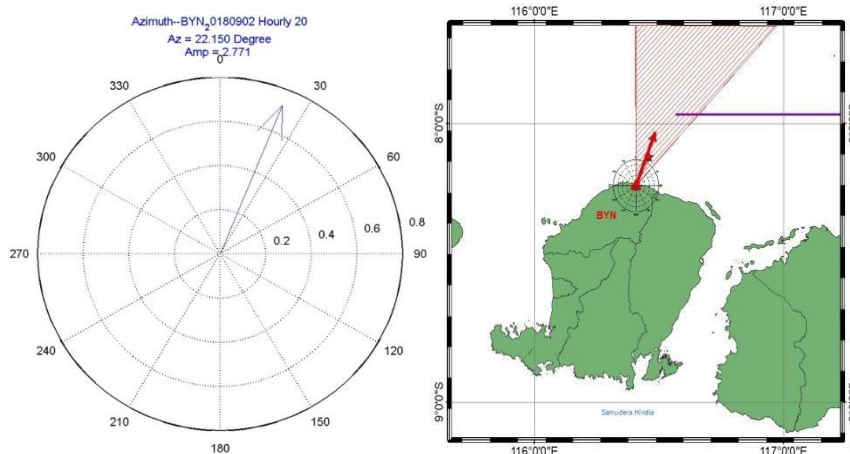 Azimuth--BYN₂0180902 Hourly 20
Az = 22.150 Degree
Amp = 2.771
0
30
60
90
120
150
180
210
240
270
300
330
0.2
0.4
0.6
0.8
116°0'0"E
117°0'0"E
8°0'0"S
9°0'0"S
BYN
Samudera Hindia
116°0'0"E
117°0'0"E